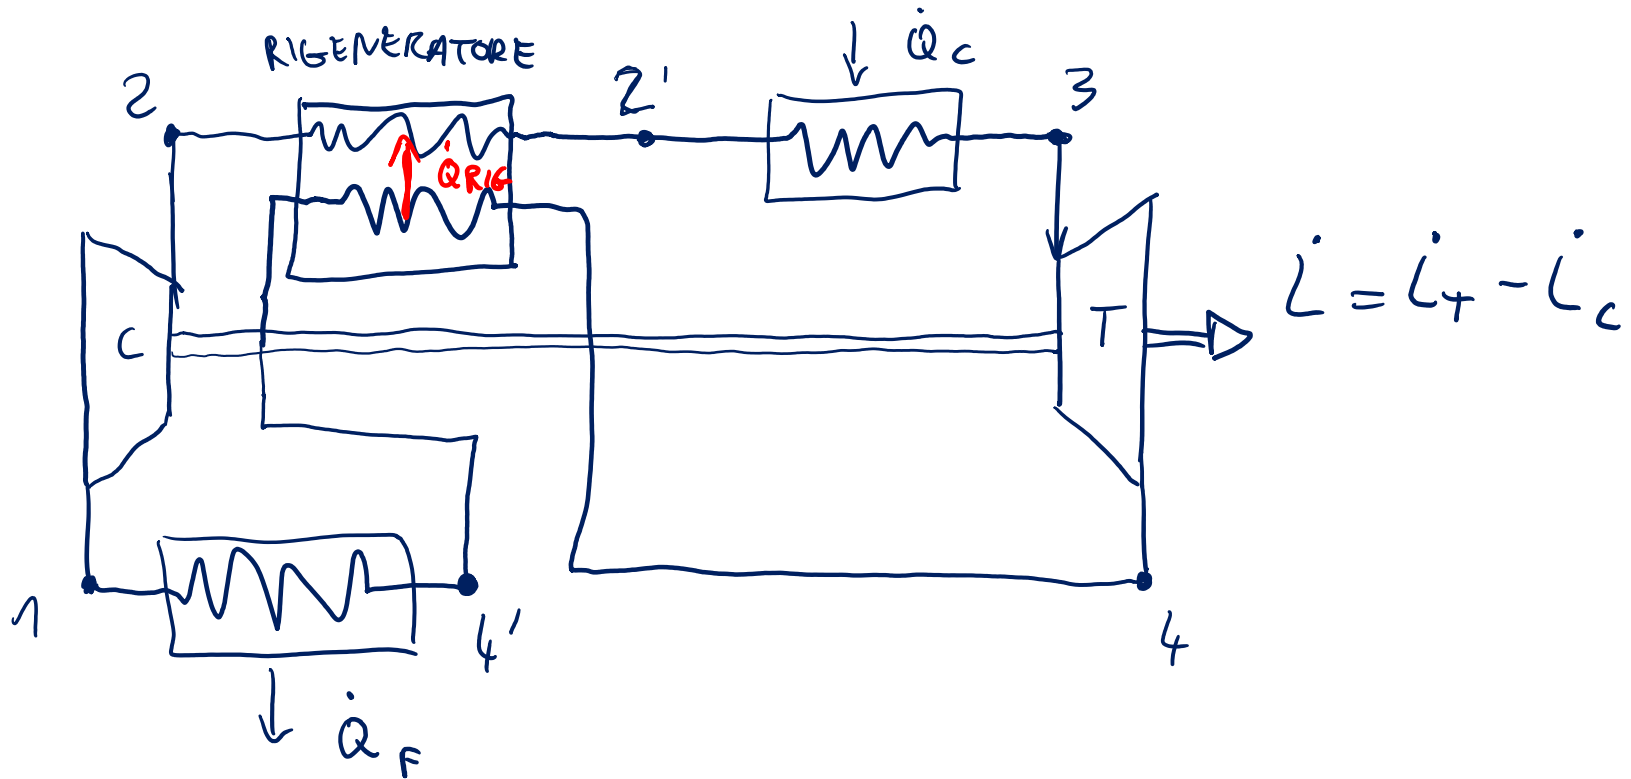 RIGENERATORE
Q̇C
2
2'
3
Q̇RIG
C
T
L̇ = L̇T - L̇C
1
4'
4
Q̇F